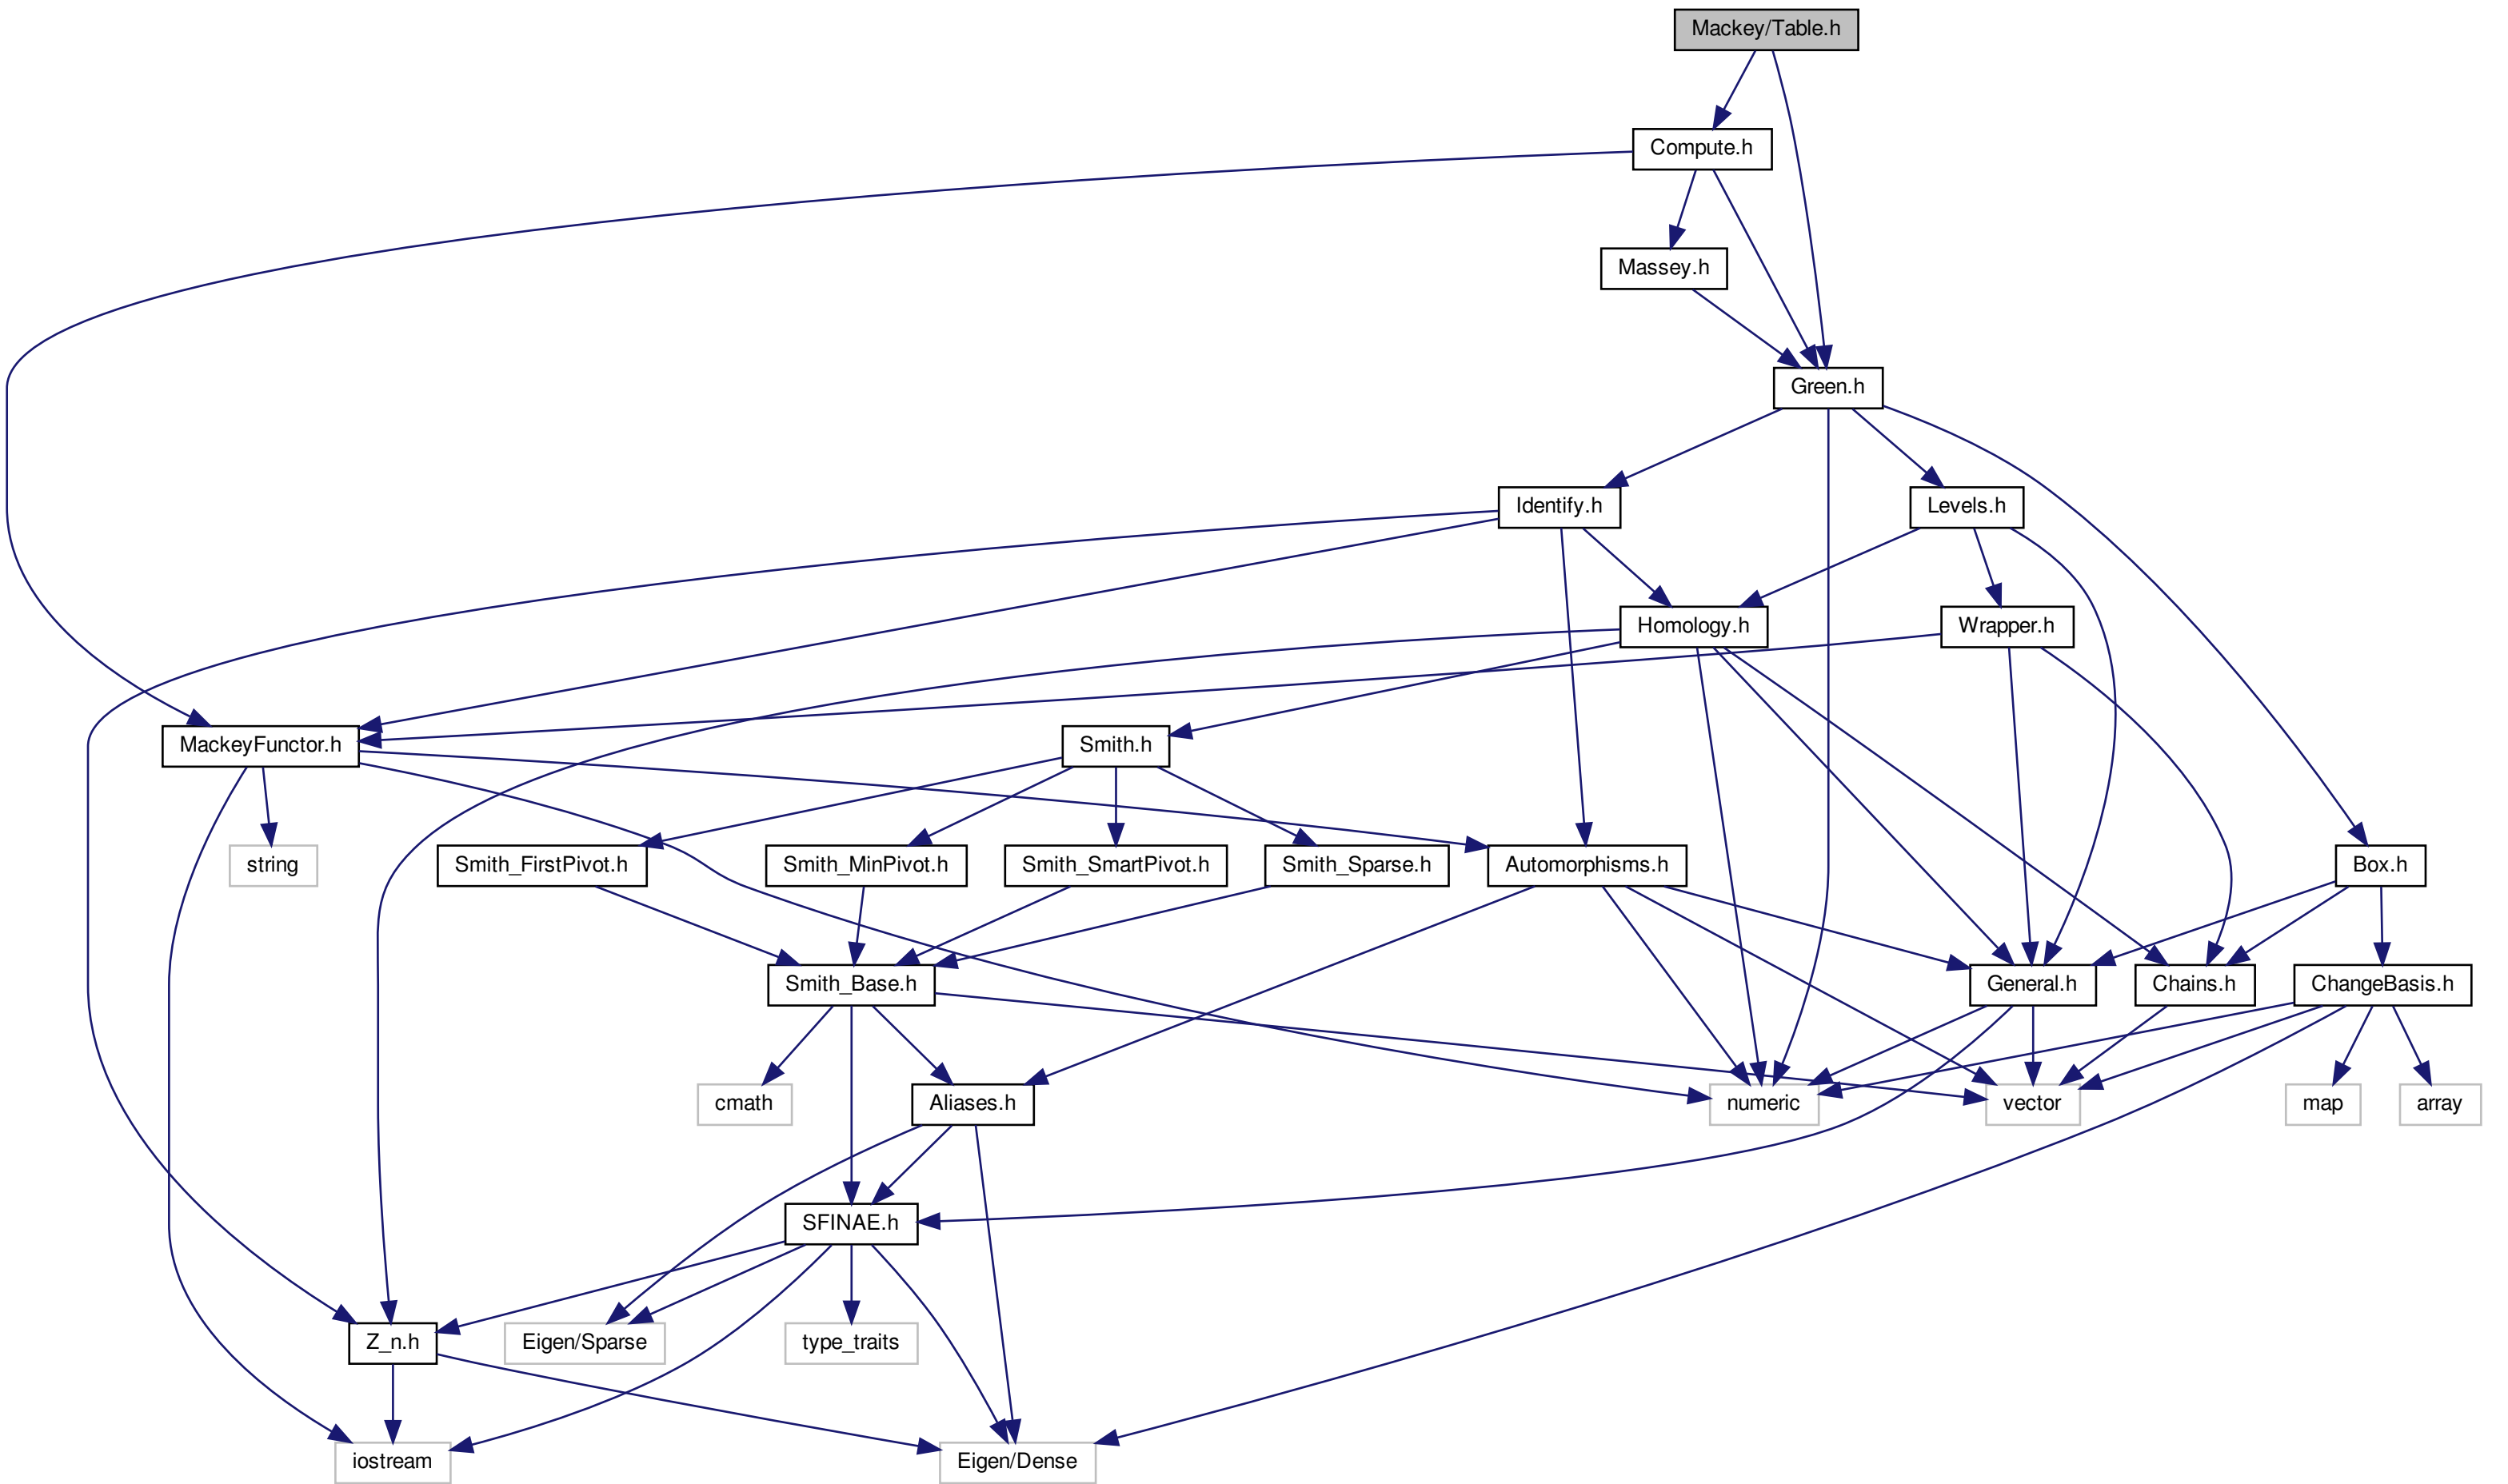 Mackey/Table.h
Compute.h
Massey.h
Green.h
Identify.h
Levels.h
Homology.h
Wrapper.h
MackeyFunctor.h
Smith.h
string
Smith_FirstPivot.h
Smith_MinPivot.h
Smith_SmartPivot.h
Smith_Sparse.h
Automorphisms.h
Box.h
Smith_Base.h
General.h
Chains.h
ChangeBasis.h
cmath
Aliases.h
numeric
vector
map
array
SFINAE.h
Z_n.h
Eigen/Sparse
type_traits
iostream
Eigen/Dense